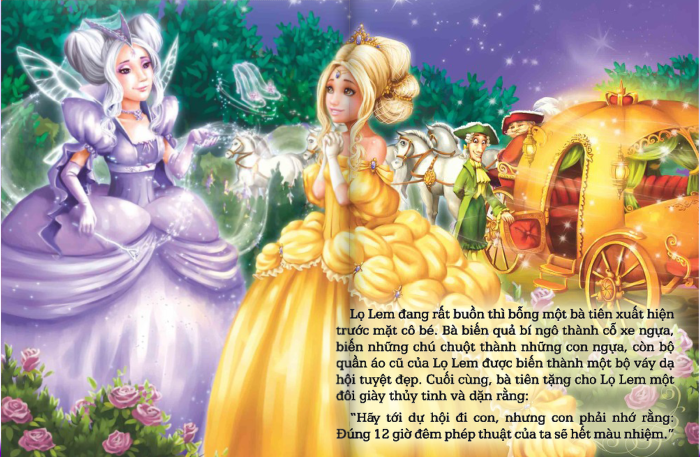 Lọ Lem đang rất buồn thì bỗng một bà tiên xuất hiện
trước mặt cô bé. Bà biến quả bí ngô thành cỗ xe ngựa,
biến những chú chuột thành những con ngựa, còn bộ
quần áo cũ của Lọ Lem được biến thành một bộ váy dạ
hội tuyệt đẹp. Cuối cùng, bà tiên tặng cho Lọ Lem một
đôi giày thủy tinh và dặn rằng:
“Hãy tới dự hội đi con, nhưng con phải nhớ rằng:
Đúng 12 giờ đêm phép thuật của ta sẽ hết màu nhiệm.”